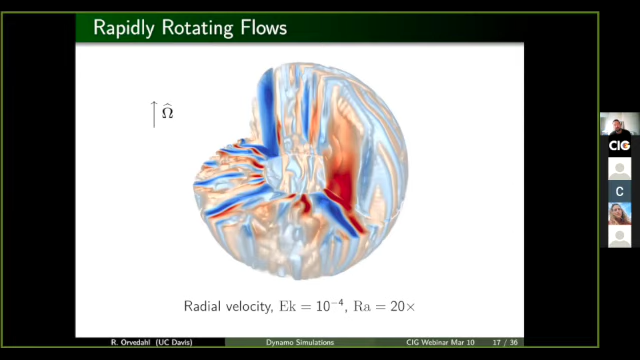 Rapidly Rotating Flows
Ω̂
Radial velocity, Ek = 10⁻⁴, Ra = 20×
R. Orvedahl (UC Davis) Dynamo Simulations CIG Webinar Mar 10 17 / 36
CIG
C